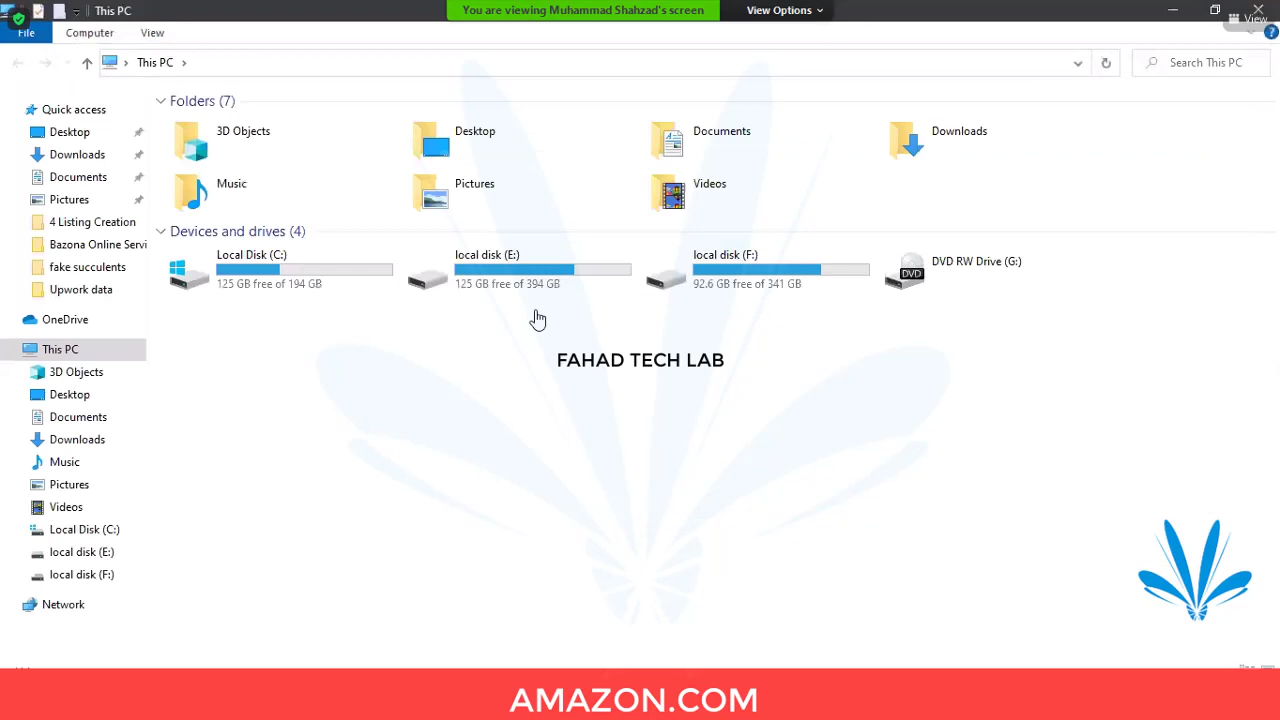 This PC
You are viewing Muhammad Shahzad's screen
View Options
View
File
Computer
View
This PC
Search This PC
Quick access
Desktop
Downloads
Documents
Pictures
4 Listing Creation
Bazona Online Servi
fake succulents
Upwork data
OneDrive
This PC
3D Objects
Desktop
Documents
Downloads
Music
Pictures
Videos
Local Disk (C:)
local disk (E:)
local disk (F:)
Network
Folders (7)
3D Objects
Desktop
Documents
Downloads
Music
Pictures
Videos
Devices and drives (4)
Local Disk (C:)
125 GB free of 194 GB
local disk (E:)
125 GB free of 394 GB
local disk (F:)
92.6 GB free of 341 GB
DVD RW Drive (G:)
DVD
FAHAD TECH LAB
AMAZON.COM